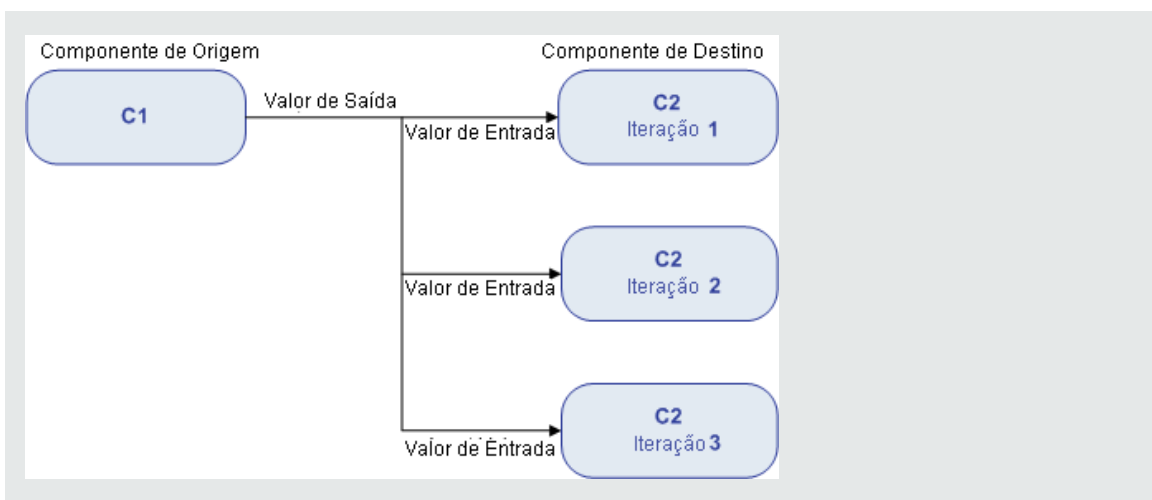 Componente de Origem
Componente de Destino
C1
Valor de Saída
Valor de Entrada
C2
Iteração 1
Valor de Entrada
C2
Iteração 2
Valor de Entrada
C2
Iteração 3